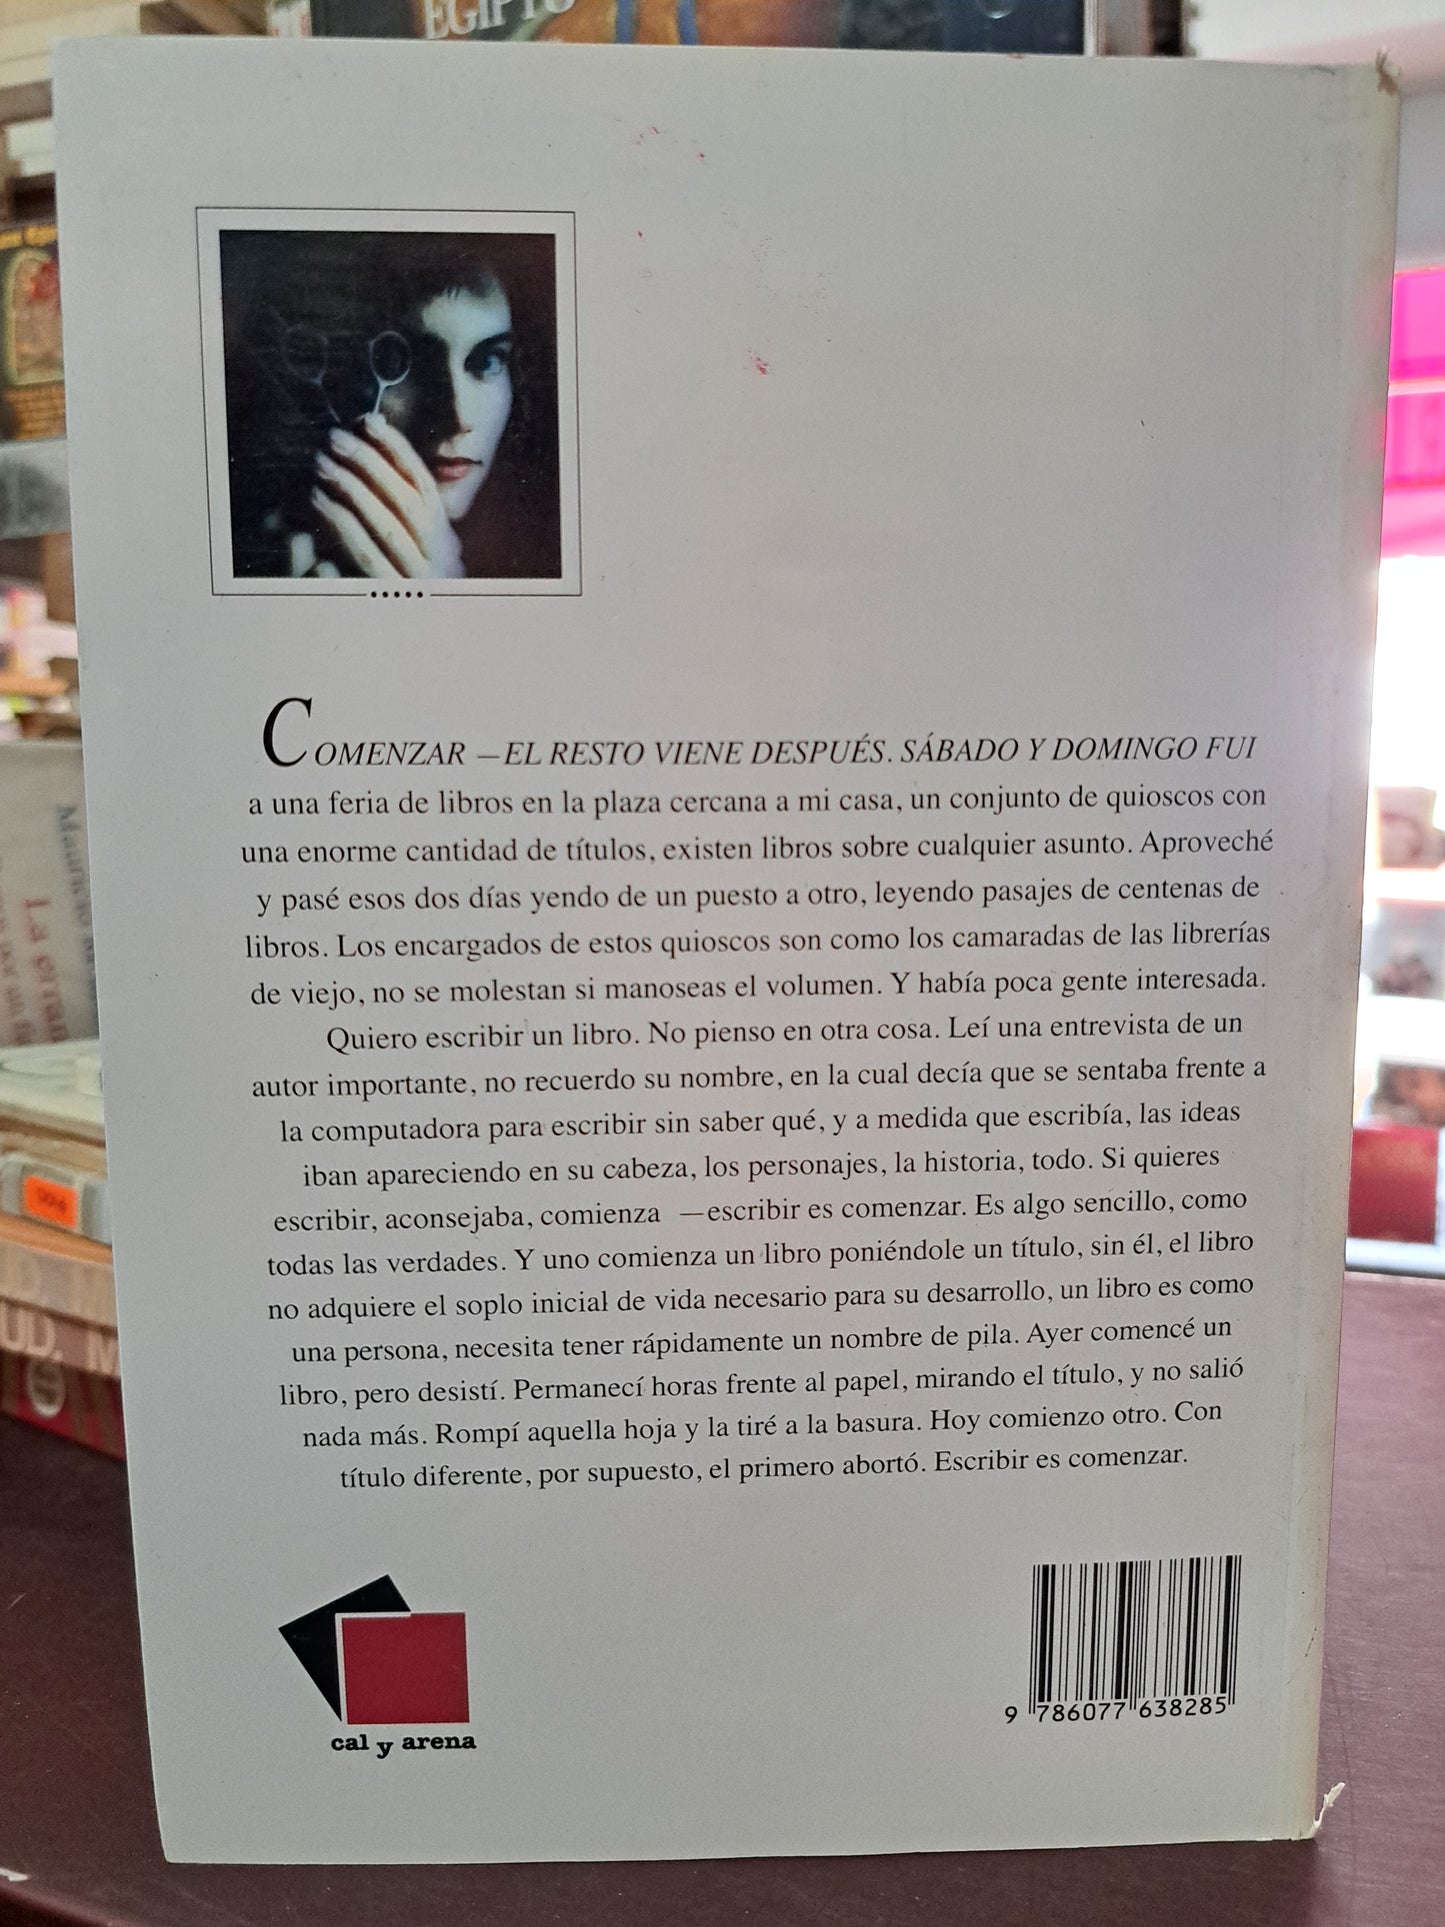 EGIPTO
COMENZAR —EL RESTO VIENE DESPUÉS. SÁBADO Y DOMINGO FUI
a una feria de libros en la plaza cercana a mi casa, un conjunto de quioscos con
una enorme cantidad de títulos, existen libros sobre cualquier asunto. Aproveché
y pasé esos dos días yendo de un puesto a otro, leyendo pasajes de centenas de
libros. Los encargados de estos quioscos son como los camaradas de las librerías
de viejo, no se molestan si manoseas el volumen. Y había poca gente interesada.
Quiero escribir un libro. No pienso en otra cosa. Leí una entrevista de un
autor importante, no recuerdo su nombre, en la cual decía que se sentaba frente a
la computadora para escribir sin saber qué, y a medida que escribía, las ideas
iban apareciendo en su cabeza, los personajes, la historia, todo. Si quieres
escribir, aconsejaba, comienza —escribir es comenzar. Es algo sencillo, como
todas las verdades. Y uno comienza un libro poniéndole un título, sin él, el libro
no adquiere el soplo inicial de vida necesario para su desarrollo, un libro es como
una persona, necesita tener rápidamente un nombre de pila. Ayer comencé un
libro, pero desistí. Permanecí horas frente al papel, mirando el título, y no salió
nada más. Rompí aquella hoja y la tiré a la basura. Hoy comienzo otro. Con
título diferente, por supuesto, el primero abortó. Escribir es comenzar.
cal y arena
9 786077 638285